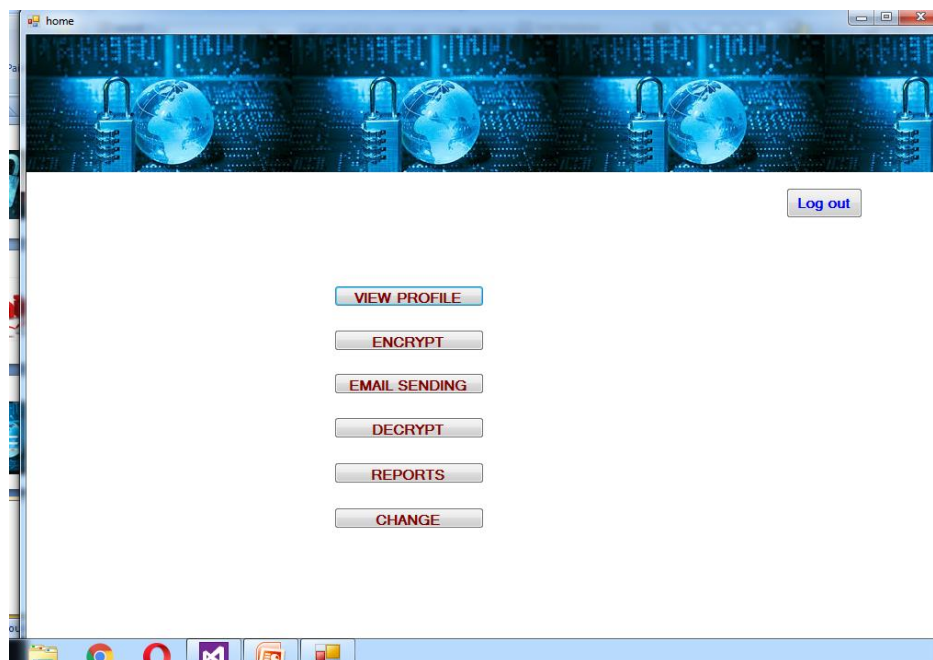 home
Log out
VIEW PROFILE
ENCRYPT
EMAIL SENDING
DECRYPT
REPORTS
CHANGE